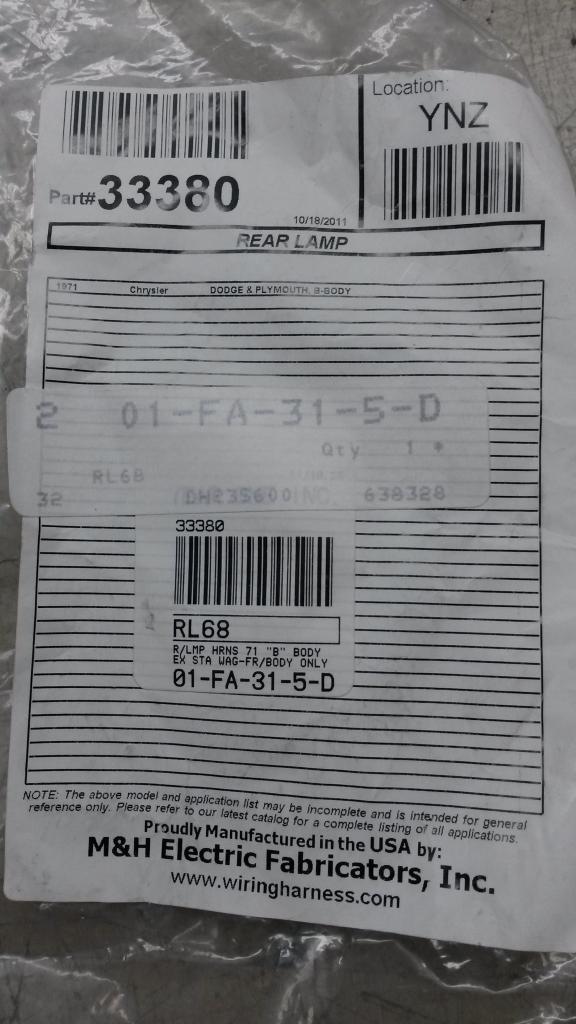 Location:
YNZ
Part#33380
10/18/2011
REAR LAMP
1971 Chrysler DODGE & PLYMOUTH, B-BODY
2 01-FA-31-5-D
Qty 1 *
RL68
32 DH235600 INC. 638328
33380
RL68
R/LMP HRNS 71 "B" BODY
EX STA WAG-FR/BODY ONLY
01-FA-31-5-D
NOTE: The above model and application list may be incomplete and is intended for general
reference only. Please refer to our latest catalog for a complete listing of all applications.
Proudly Manufactured in the USA by:
M&H Electric Fabricators, Inc.
www.wiringharness.com